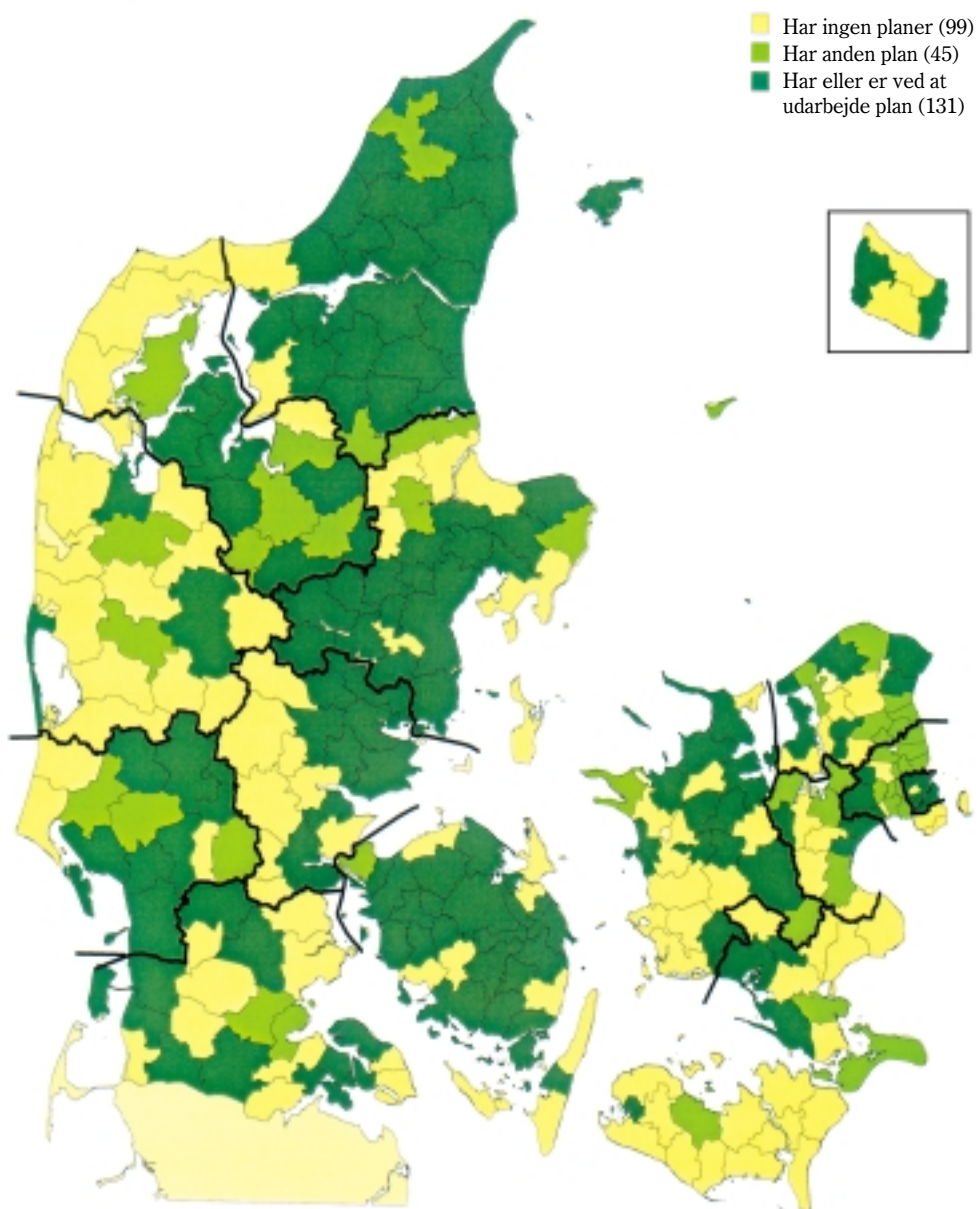 Har ingen planer (99)
Har anden plan (45)
Har eller er ved at
udarbejde plan (131)